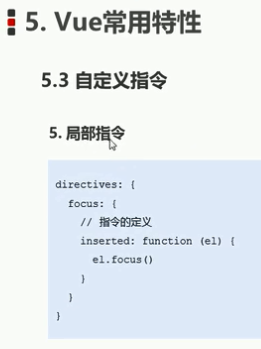 5. Vue常用特性
5.3 自定义指令
5. 局部指令
directives: {
focus: {
// 指令的定义
inserted: function (el) {
el.focus()
}
}
}